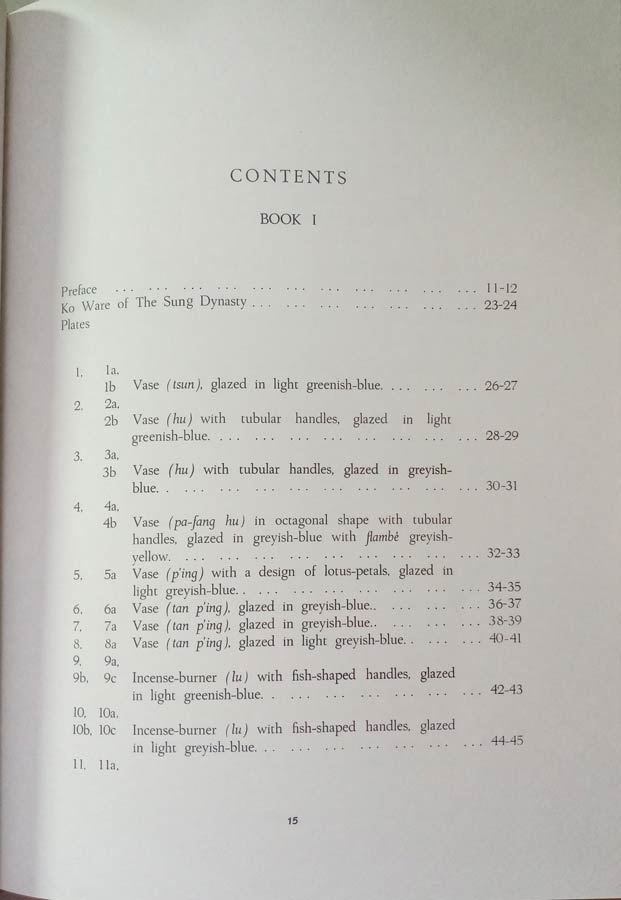 CONTENTS
BOOK I
Preface ... ... ... ... ... ... ... ... ... ... ... 11-12
Ko Ware of The Sung Dynasty ... ... ... ... ... ... ... 23-24
Plates
1, 1a,
1b Vase (tsun), glazed in light greenish-blue. ... ... ... 26-27
2, 2a,
2b Vase (hu) with tubular handles, glazed in light
greenish-blue. ... ... ... ... ... ... ... ... 28-29
3, 3a,
3b Vase (hu) with tubular handles, glazed in greyish-
blue. . ... ... ... ... ... ... ... ... ... 30-31
4, 4a,
4b Vase (pa-fang hu) in octagonal shape with tubular
handles, glazed in greyish-blue with flambé greyish-
yellow. ... ... ... ... ... ... ... ... ... 32-33
5, 5a Vase (p'ing) with a design of lotus-petals, glazed in
light greyish-blue. . ... ... ... ... ... ... ... 34-35
6, 6a Vase (tan p'ing), glazed in greyish-blue.. ... ... ... 36-37
7, 7a Vase (tan p'ing), glazed in greyish-blue.. ... ... ... 38-39
8, 8a Vase (tan p'ing), glazed in light greyish-blue. . ... ... 40-41
9, 9a,
9b, 9c Incense-burner (lu) with fish-shaped handles, glazed
in light greenish-blue. . ... ... ... ... ... ... 42-43
10, 10a,
10b, 10c Incense-burner (lu) with fish-shaped handles, glazed
in light greyish-blue. . . ... ... ... ... ... ... 44-45
11, 11a,
15